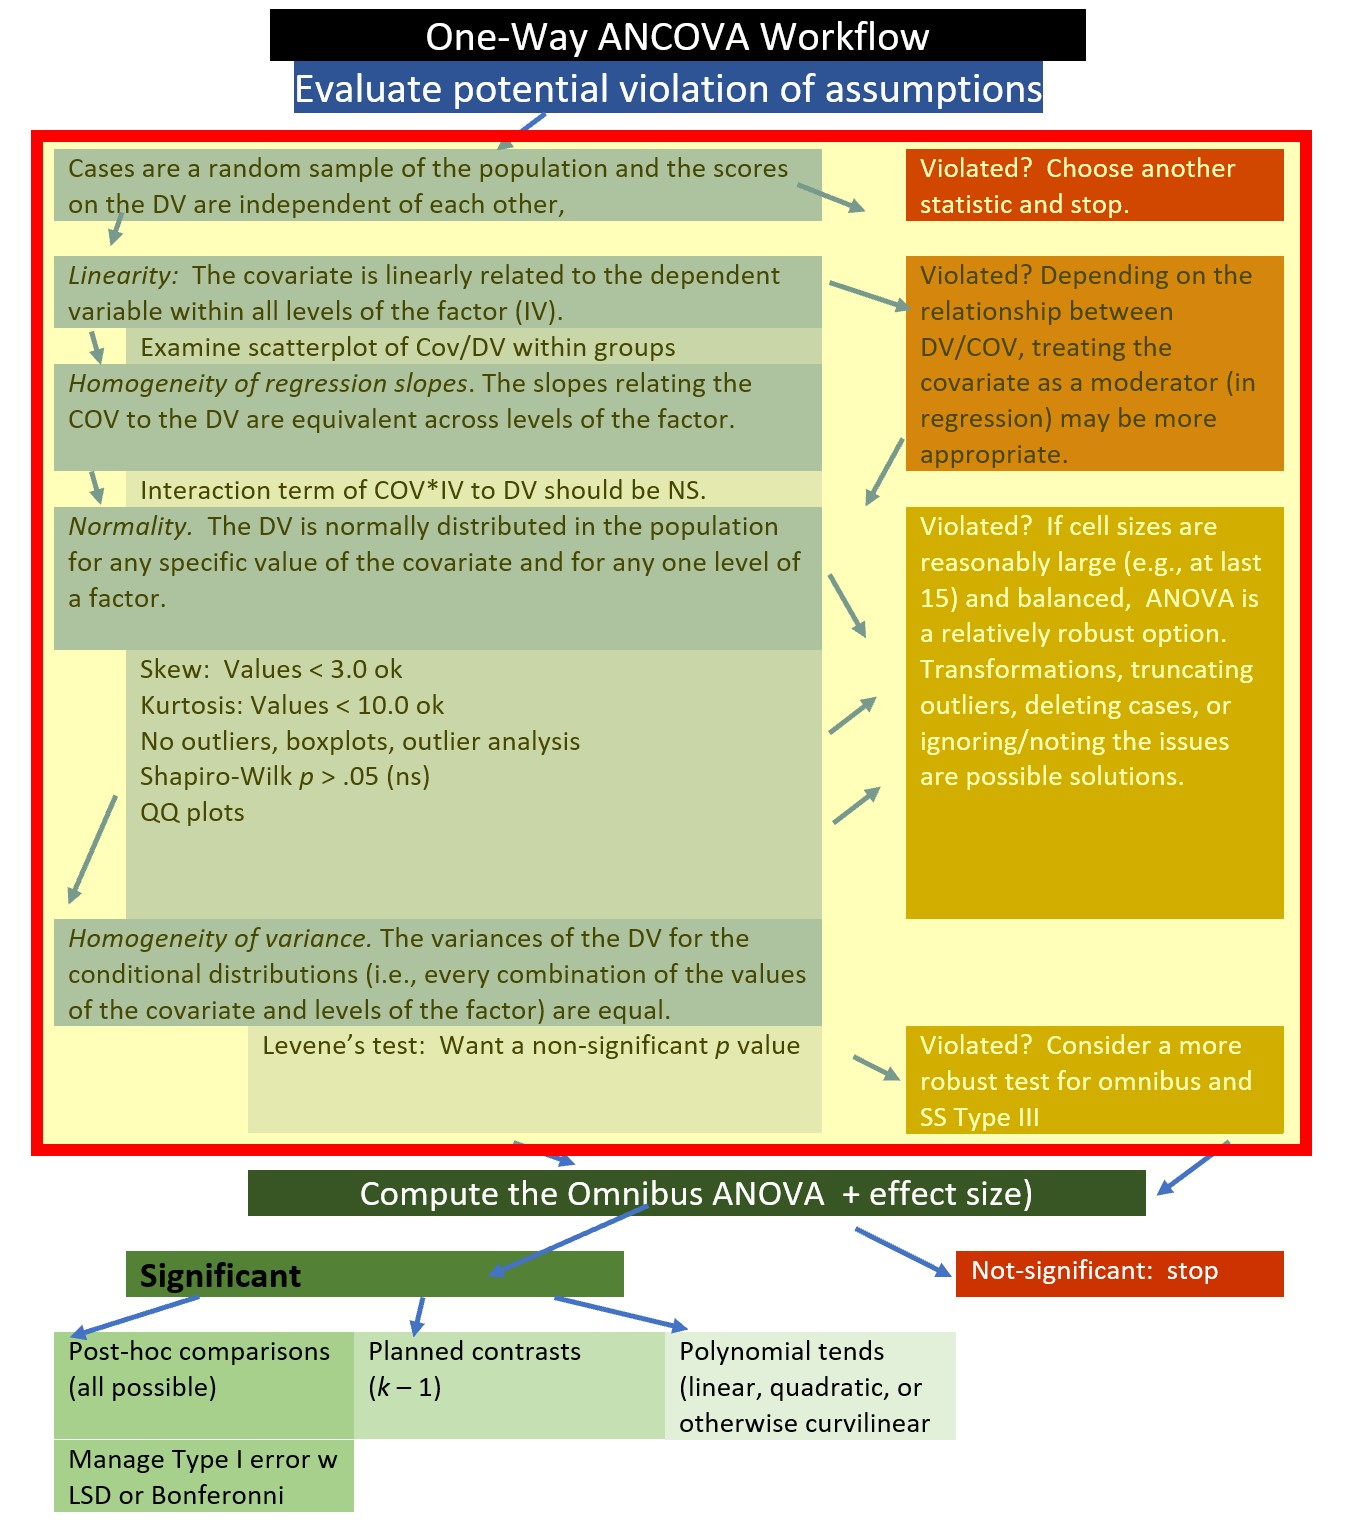 One-Way ANCOVA Workflow
Evaluate potential violation of assumptions
Cases are a random sample of the population and the scores
on the DV are independent of each other,
Violated?  Choose another
statistic and stop.
Linearity:  The covariate is linearly related to the dependent
variable within all levels of the factor (IV).
Examine scatterplot of Cov/DV within groups
Homogeneity of regression slopes. The slopes relating the
COV to the DV are equivalent across levels of the factor.
Interaction term of COV*IV to DV should be NS.
Violated? Depending on the
relationship between
DV/COV, treating the
covariate as a moderator (in
regression) may be more
appropriate.
Normality.  The DV is normally distributed in the population
for any specific value of the covariate and for any one level of
a factor.
Skew:  Values < 3.0 ok
Kurtosis: Values < 10.0 ok
No outliers, boxplots, outlier analysis
Shapiro-Wilk p > .05 (ns)
QQ plots
Violated?  If cell sizes are
reasonably large (e.g., at last
15) and balanced,  ANOVA is
a relatively robust option.
Transformations, truncating
outliers, deleting cases, or
ignoring/noting the issues
are possible solutions.
Homogeneity of variance. The variances of the DV for the
conditional distributions (i.e., every combination of the values
of the covariate and levels of the factor) are equal.
Levene’s test:  Want a non-significant p value
Violated?  Consider a more
robust test for omnibus and
SS Type III
Compute the Omnibus ANOVA  + effect size)
Significant
Not-significant:  stop
Post-hoc comparisons
(all possible)
Planned contrasts
(k – 1)
Polynomial tends
(linear, quadratic, or
otherwise curvilinear
Manage Type I error w
LSD or Bonferonni